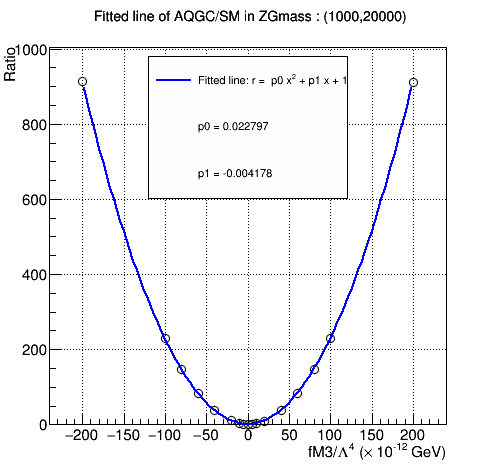 Fitted line of AQGC/SM in ZGmass : (1000,20000)
Ratio
1000
800
600
400
200
0
Fitted line: r = p0 x² + p1 x + 1
p0 = 0.022797
p1 = -0.004178
−200 −150 −100 −50 0 50 100 150 200
fM3/Λ⁴ (× 10⁻¹² GeV)